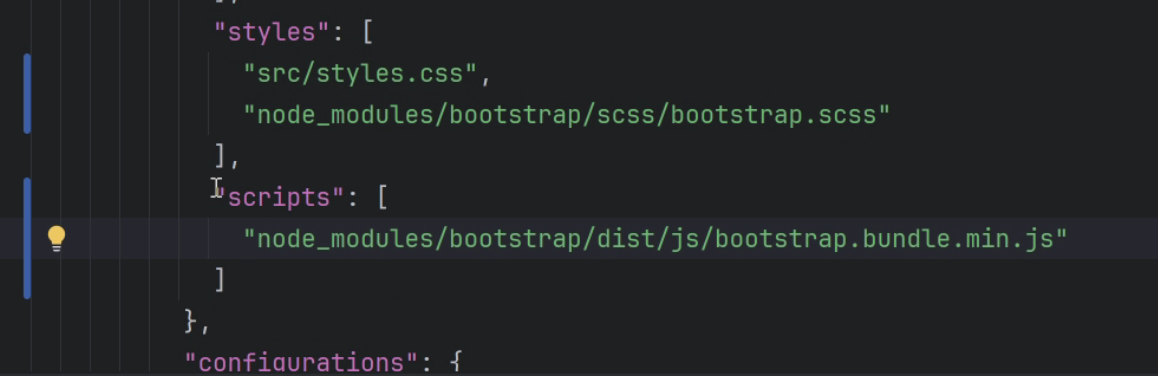 ],
"styles": [
"src/styles.css",
"node_modules/bootstrap/scss/bootstrap.scss"
],
"scripts": [
"node_modules/bootstrap/dist/js/bootstrap.bundle.min.js"
]
},
"configurations": {